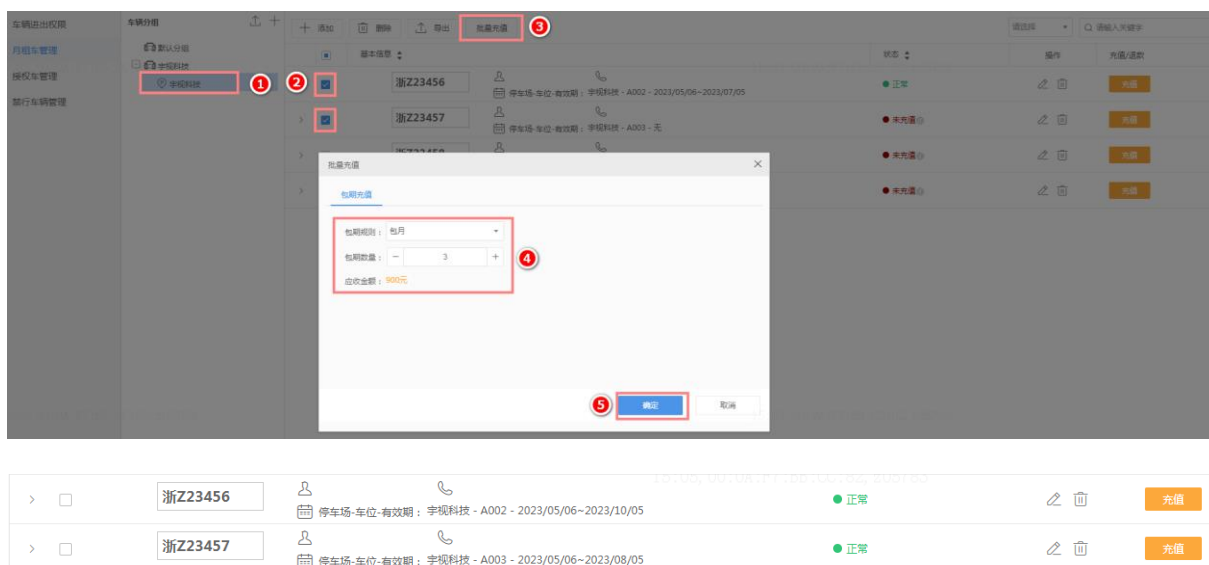 车辆进出权限
月租车管理
授权车管理
禁行车辆管理
车辆分组
默认分组
宇视科技
宇视科技
1
添加 删除 导出 批量充值 3
请选择 请输入关键字
基本信息 状态 操作 充值/退款
2 浙Z23456
停车场-车位-有效期： 宇视科技 - A002 - 2023/05/06~2023/07/05
正常 充值
浙Z23457
停车场-车位-有效期： 宇视科技 - A003 - 无
未充值 充值
未充值 充值
未充值 充值
批量充值
包期充值
包期规则： 包月
包期数量： 3
应收金额： 900元
4
5 确定 取消
浙Z23456
停车场-车位-有效期： 宇视科技 - A002 - 2023/05/06~2023/10/05
正常 充值
浙Z23457
停车场-车位-有效期： 宇视科技 - A003 - 2023/05/06~2023/08/05
正常 充值